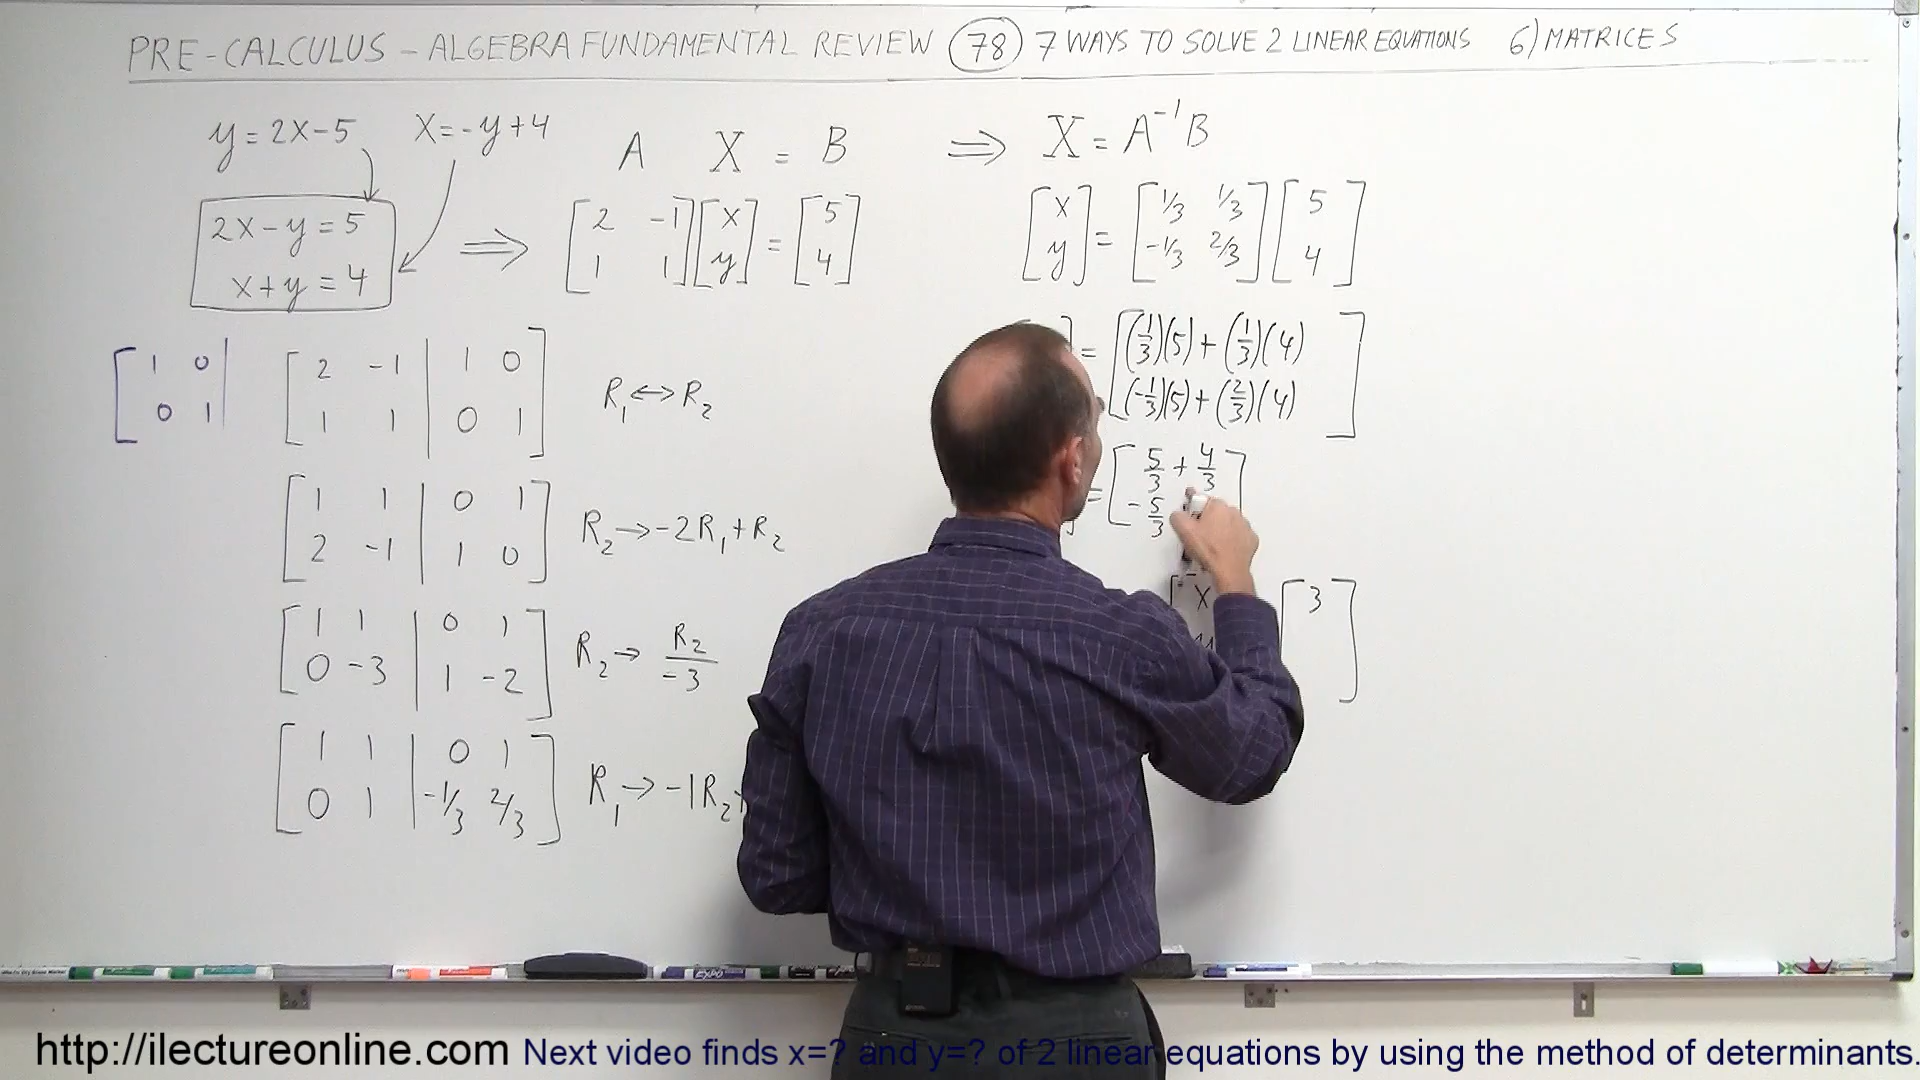 PRE-CALCULUS - ALGEBRA FUNDAMENTAL REVIEW 78 7 WAYS TO SOLVE 2 LINEAR EQUATIONS 6) MATRICES
y = 2x-5 x = -y+4
A X = B ⇒ X = A⁻¹B
2x - y = 5
x + y = 4
⇒ [2 -1] [x] = [5]
[1 1] [y] [4]
[x] = [1/3 1/3] [5]
[y] [-1/3 2/3] [4]
[1 0|
[0 1|
[2 -1 | 1 0]
[1 1 | 0 1]
R₁ ↔ R₂
[1 1 | 0 1]
[2 -1 | 1 0]
R₂ → -2R₁ + R₂
[1 1 | 0 1]
[0 -3 | 1 -2]
R₂ → R₂/-3
[1 1 | 0 1]
[0 1 | -1/3 2/3]
R₁ → -1R₂+
= [(1/3)(5) + (1/3)(4)]
[(-1/3)(5) + (2/3)(4)]
= [5/3 + 4/3]
[-5/3
[x [3]
y
EXPO
http://ilectureonline.com Next video finds x=? and y=? of 2 linear equations by using the method of determinants.